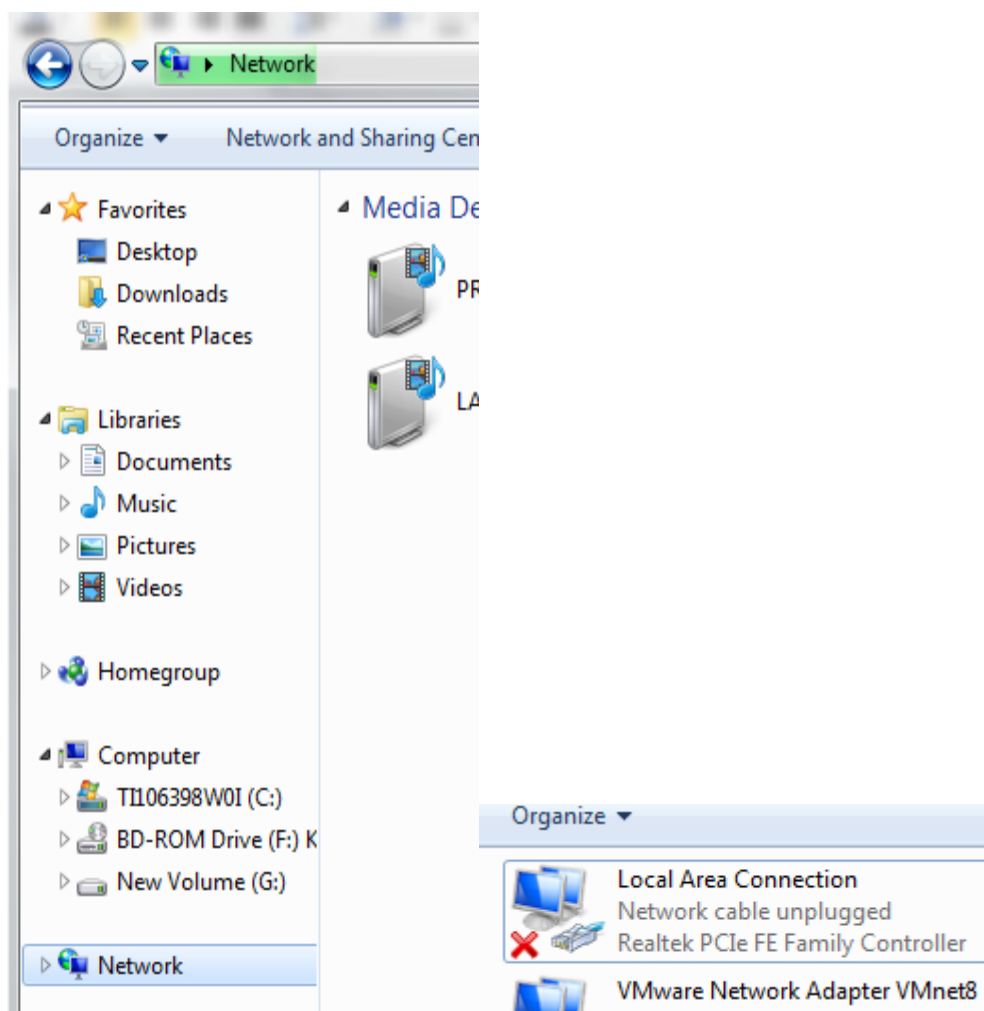 Network
Organize
Network and Sharing Cen
Favorites
Desktop
Downloads
Recent Places
Libraries
Documents
Music
Pictures
Videos
Homegroup
Computer
TI106398W0I (C:)
BD-ROM Drive (F:) K
New Volume (G:)
Network
Media De
PR
LA
Organize
Local Area Connection
Network cable unplugged
Realtek PCIe FE Family Controller
VMware Network Adapter VMnet8